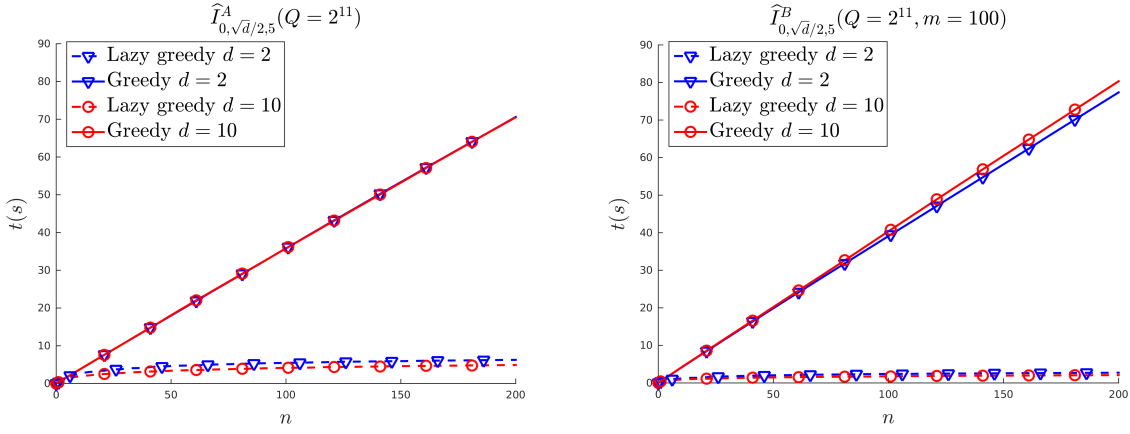 $\widehat{I}^{A}_{0,\sqrt{d}/2,5}(Q = 2^{11})$
90
80
70
60
50
40
30
20
10
0
t(s)
Lazy greedy d = 2
Greedy d = 2
Lazy greedy d = 10
Greedy d = 10
0 50 100 150 200
n
$\widehat{I}^{B}_{0,\sqrt{d}/2,5}(Q = 2^{11}, m = 100)$
90
80
70
60
50
40
30
20
10
0
t(s)
Lazy greedy d = 2
Greedy d = 2
Lazy greedy d = 10
Greedy d = 10
0 50 100 150 200
n